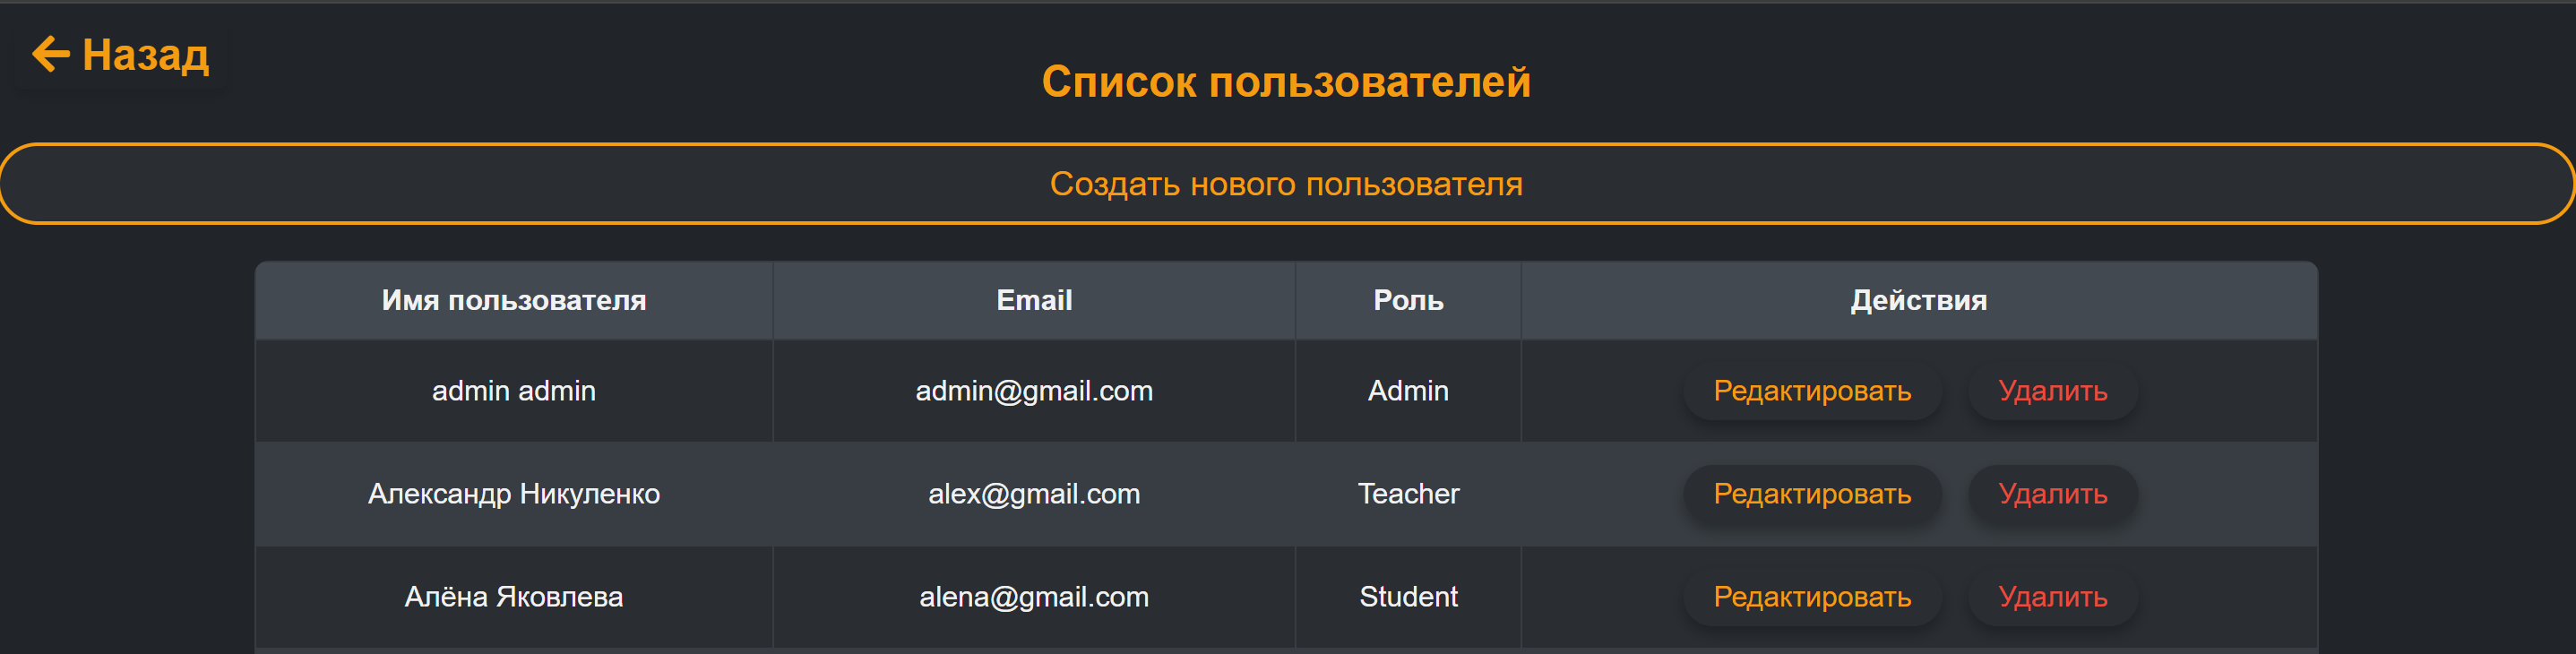 Назад
Список пользователей
Создать нового пользователя
Имя пользователя Email Роль Действия
admin admin admin@gmail.com Admin Редактировать Удалить
Александр Никуленко alex@gmail.com Teacher Редактировать Удалить
Алёна Яковлева alena@gmail.com Student Редактировать Удалить